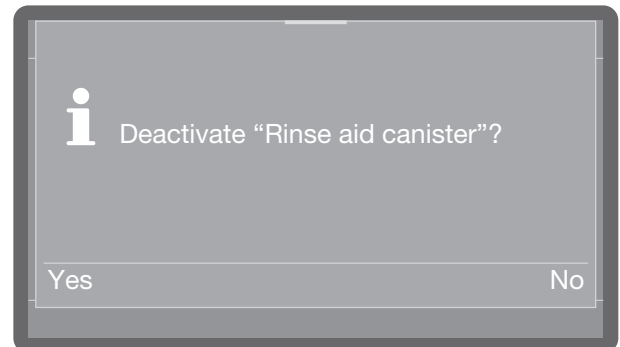 Deactivate “Rinse aid canister”?
Yes
No